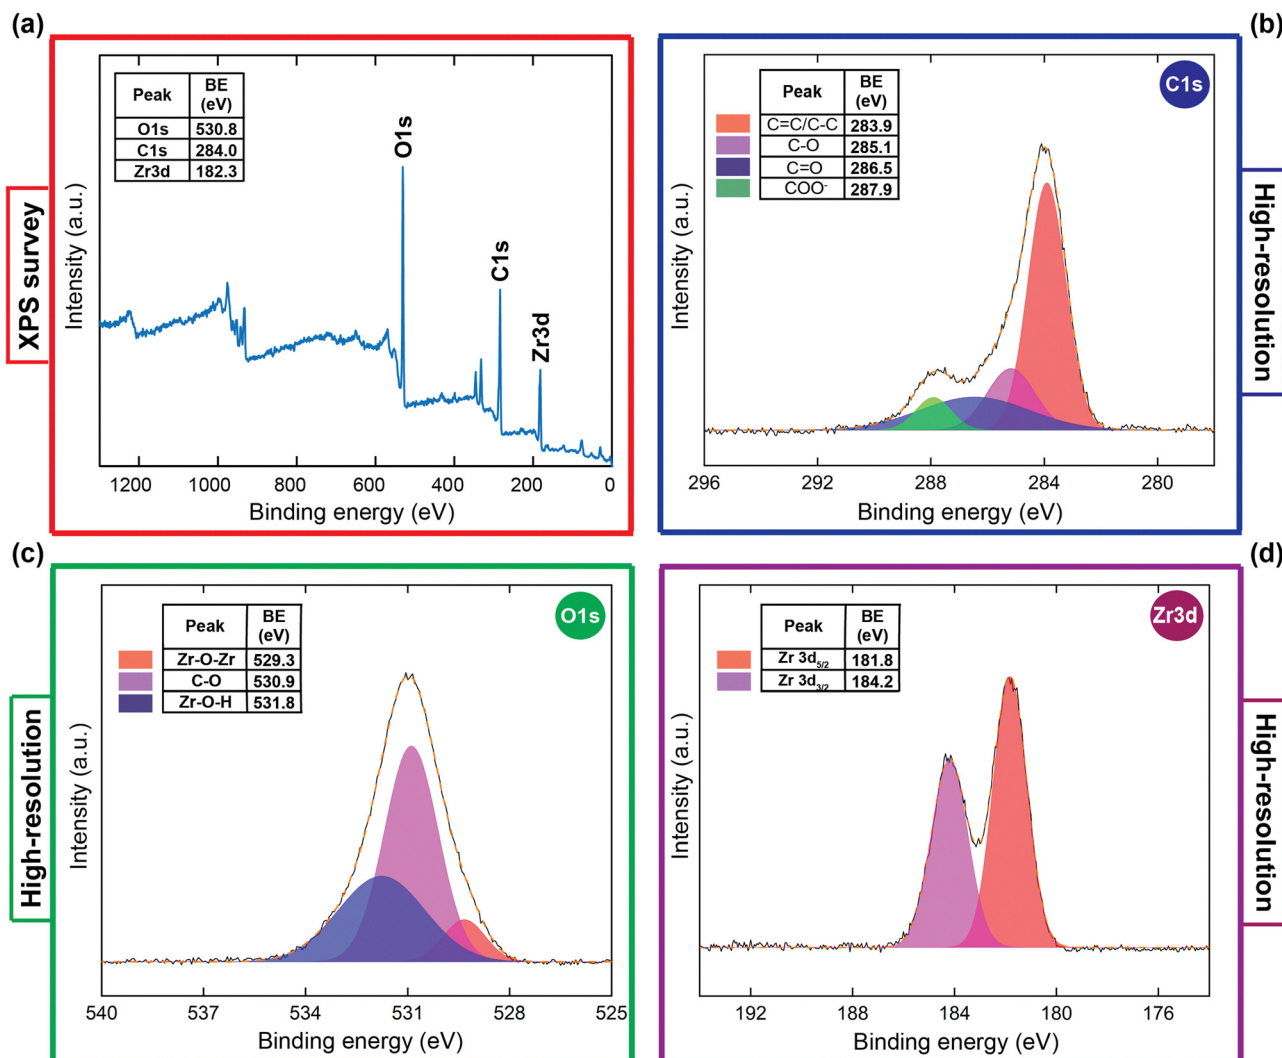 (a)
XPS survey
Intensity (a.u.)
Peak BE (eV)
O1s 530.8
C1s 284.0
Zr3d 182.3
O1s
C1s
Zr3d
1200 1000 800 600 400 200 0
Binding energy (eV)
(b)
C1s
High-resolution
Intensity (a.u.)
Peak BE (eV)
C=C/C-C 283.9
C-O 285.1
C=O 286.5
COO⁻ 287.9
296 292 288 284 280
Binding energy (eV)
(c)
High-resolution
O1s
Intensity (a.u.)
Peak BE (eV)
Zr-O-Zr 529.3
C-O 530.9
Zr-O-H 531.8
540 537 534 531 528 525
Binding energy (eV)
(d)
Zr3d
High-resolution
Intensity (a.u.)
Peak BE (eV)
Zr 3d5/2 181.8
Zr 3d3/2 184.2
192 188 184 180 176
Binding energy (eV)